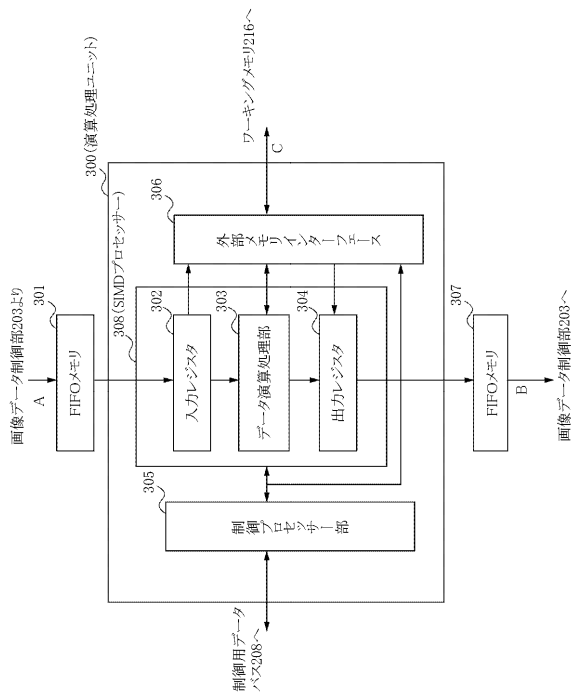 画像データ制御部203より
A
301
FIFOメモリ
300(演算処理ユニット)
308(SIMDプロセッサー)
302
入力レジスタ
303
データ演算処理部
304
出力レジスタ
305
制御プロセッサー部
306
外部メモリインターフェース
ワーキングメモリ216へ
C
制御用データ
バス208へ
307
FIFOメモリ
B
画像データ制御部203へ